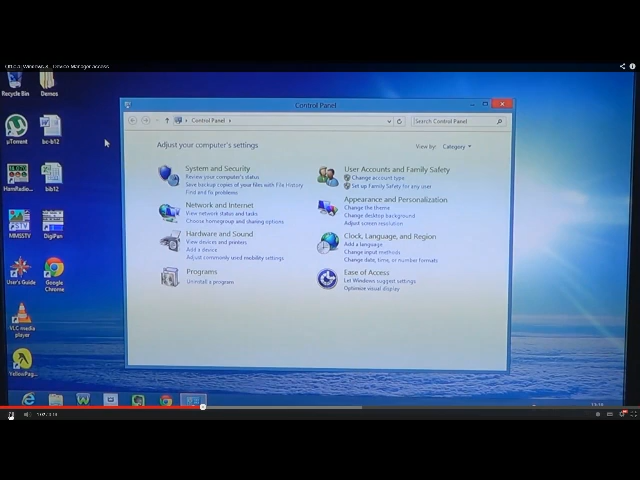 Control Panel
Recycle Bin
Demos
Control Panel
Search Control Panel
µTorrent
bc-b12
Adjust your computer's settings
View by: Category
System and Security
Review your computer's status
Save backup copies of your files with File History
Find and fix problems
User Accounts and Family Safety
Change account type
Set up Family Safety for any user
HamRadio...
bib12
Network and Internet
View network status and tasks
Choose homegroup and sharing options
Appearance and Personalization
Change the theme
Change desktop background
Adjust screen resolution
MMSSTV
DigiPan
Hardware and Sound
View devices and printers
Add a device
Adjust commonly used mobility settings
Clock, Language, and Region
Add a language
Change input methods
Change date, time, or number formats
User's Guide
Google Chrome
Programs
Uninstall a program
Ease of Access
Let Windows suggest settings
Optimize visual display
VLC media player
YellowPag...